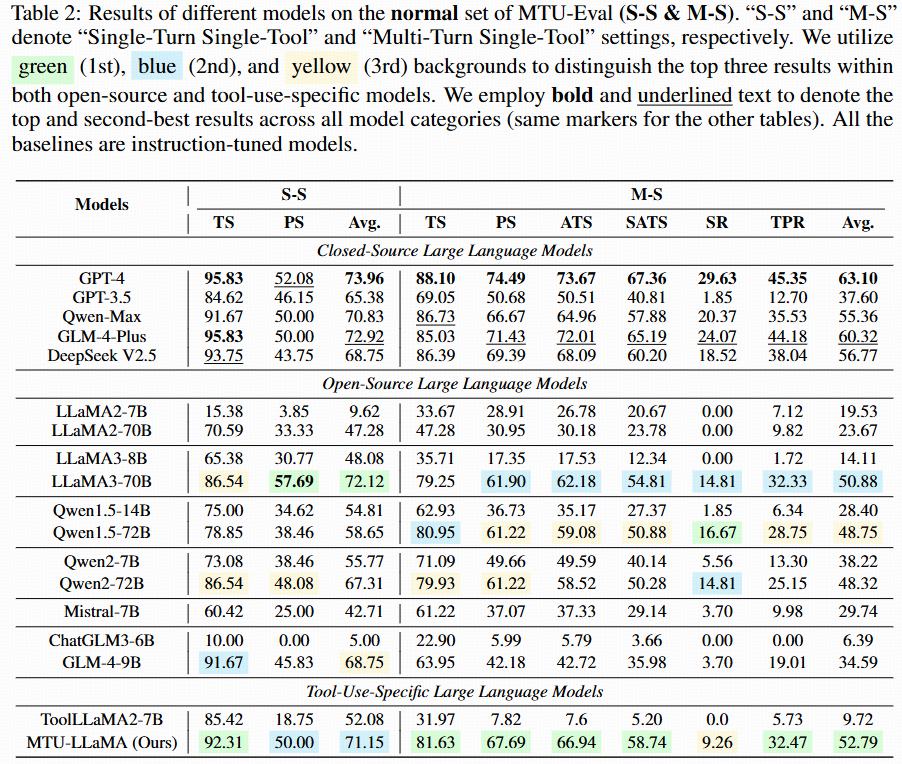 Table 2: Results of different models on the normal set of MTU-Eval (S-S & M-S). “S-S” and “M-S”
denote “Single-Turn Single-Tool” and “Multi-Turn Single-Tool” settings, respectively. We utilize
green (1st), blue (2nd), and yellow (3rd) backgrounds to distinguish the top three results within
both open-source and tool-use-specific models. We employ bold and underlined text to denote the
top and second-best results across all model categories (same markers for the other tables). All the
baselines are instruction-tuned models.
Models S-S M-S
TS PS Avg. TS PS ATS SATS SR TPR Avg.
Closed-Source Large Language Models
GPT-4 95.83 52.08 73.96 88.10 74.49 73.67 67.36 29.63 45.35 63.10
GPT-3.5 84.62 46.15 65.38 69.05 50.68 50.51 40.81 1.85 12.70 37.60
Qwen-Max 91.67 50.00 70.83 86.73 66.67 64.96 57.88 20.37 35.53 55.36
GLM-4-Plus 95.83 50.00 72.92 85.03 71.43 72.01 65.19 24.07 44.18 60.32
DeepSeek V2.5 93.75 43.75 68.75 86.39 69.39 68.09 60.20 18.52 38.04 56.77
Open-Source Large Language Models
LLaMA2-7B 15.38 3.85 9.62 33.67 28.91 26.78 20.67 0.00 7.12 19.53
LLaMA2-70B 70.59 33.33 47.28 47.28 30.95 30.18 23.78 0.00 9.82 23.67
LLaMA3-8B 65.38 30.77 48.08 35.71 17.35 17.53 12.34 0.00 1.72 14.11
LLaMA3-70B 86.54 57.69 72.12 79.25 61.90 62.18 54.81 14.81 32.33 50.88
Qwen1.5-14B 75.00 34.62 54.81 62.93 36.73 35.17 27.37 1.85 6.34 28.40
Qwen1.5-72B 78.85 38.46 58.65 80.95 61.22 59.08 50.88 16.67 28.75 48.75
Qwen2-7B 73.08 38.46 55.77 71.09 49.66 49.59 40.14 5.56 13.30 38.22
Qwen2-72B 86.54 48.08 67.31 79.93 61.22 58.52 50.28 14.81 25.15 48.32
Mistral-7B 60.42 25.00 42.71 61.22 37.07 37.33 29.14 3.70 9.98 29.74
ChatGLM3-6B 10.00 0.00 5.00 22.90 5.99 5.79 3.66 0.00 0.00 6.39
GLM-4-9B 91.67 45.83 68.75 63.95 42.18 42.72 35.98 3.70 19.01 34.59
Tool-Use-Specific Large Language Models
ToolLLaMA2-7B 85.42 18.75 52.08 31.97 7.82 7.6 5.20 0.0 5.73 9.72
MTU-LLaMA (Ours) 92.31 50.00 71.15 81.63 67.69 66.94 58.74 9.26 32.47 52.79